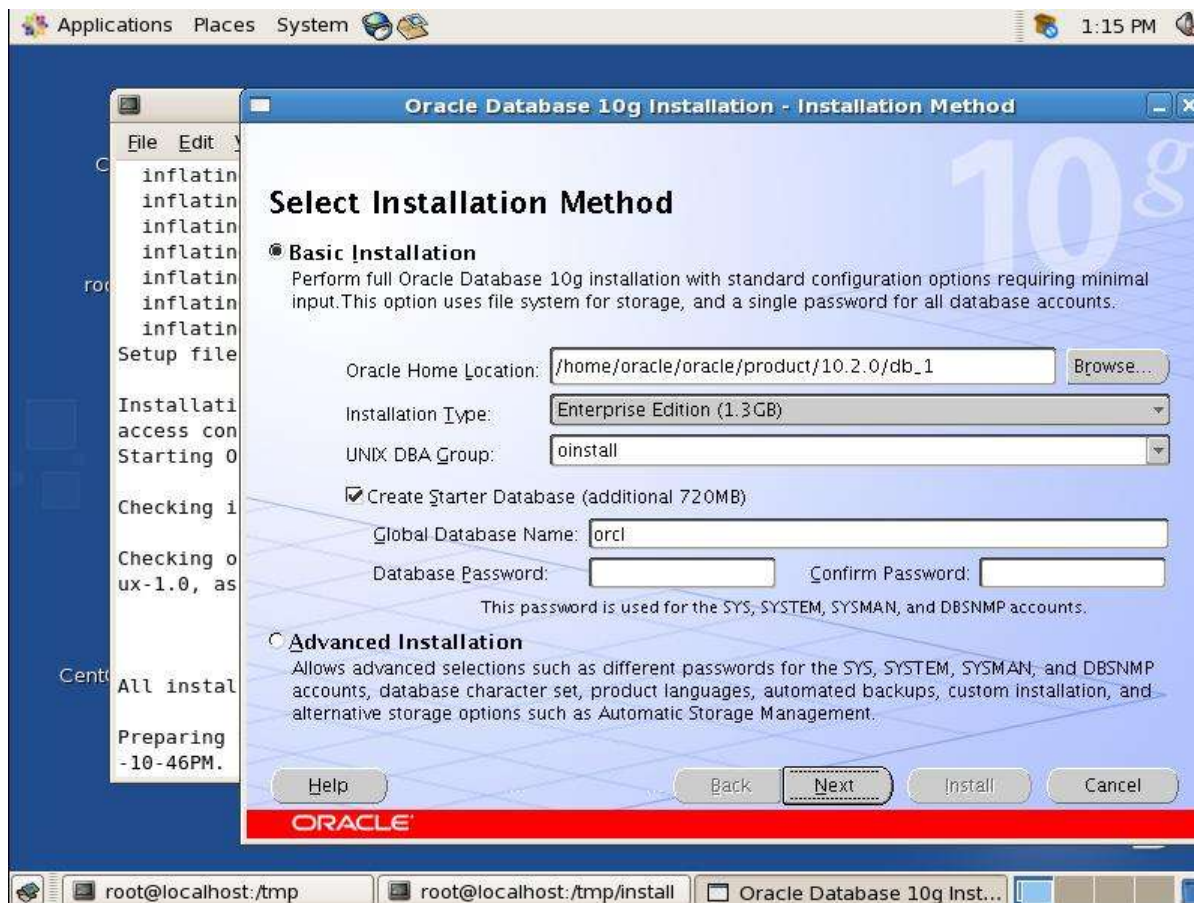 Applications Places System 1:15 PM
Oracle Database 10g Installation - Installation Method
File Edit
inflatin
inflatin
inflatin
inflatin
inflatin
inflatin
inflatin
Setup file
Installati
access con
Starting O
Checking i
Checking o
ux-1.0, as
All instal
Preparing
-10-46PM.
C
roo
Cent
10g
Select Installation Method
Basic Installation
Perform full Oracle Database 10g installation with standard configuration options requiring minimal
input.This option uses file system for storage, and a single password for all database accounts.
Oracle Home Location: /home/oracle/oracle/product/10.2.0/db_1 Browse...
Installation Type: Enterprise Edition (1.3GB)
UNIX DBA Group: oinstall
Create Starter Database (additional 720MB)
Global Database Name: orcl
Database Password: Confirm Password:
This password is used for the SYS, SYSTEM, SYSMAN, and DBSNMP accounts.
Advanced Installation
Allows advanced selections such as different passwords for the SYS, SYSTEM, SYSMAN, and DBSNMP
accounts, database character set, product languages, automated backups, custom installation, and
alternative storage options such as Automatic Storage Management.
Help Back Next Install Cancel
ORACLE
root@localhost:/tmp root@localhost:/tmp/install Oracle Database 10g Inst...